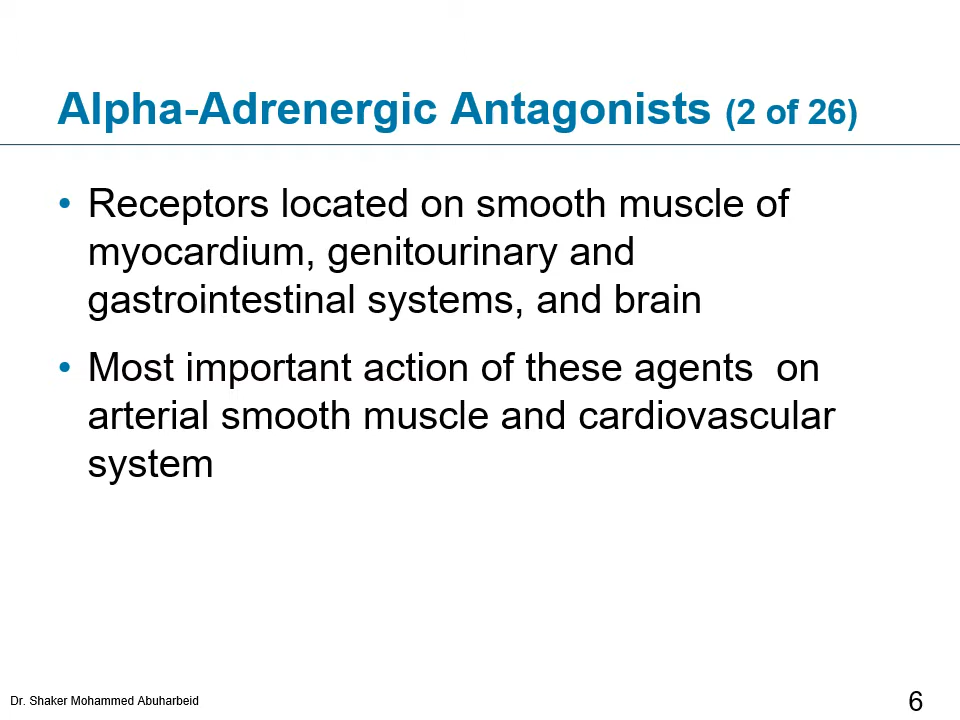 Alpha-Adrenergic Antagonists (2 of 26)
• Receptors located on smooth muscle of
myocardium, genitourinary and
gastrointestinal systems, and brain
• Most important action of these agents  on
arterial smooth muscle and cardiovascular
system
Dr. Shaker Mohammed Abuharbeid
6